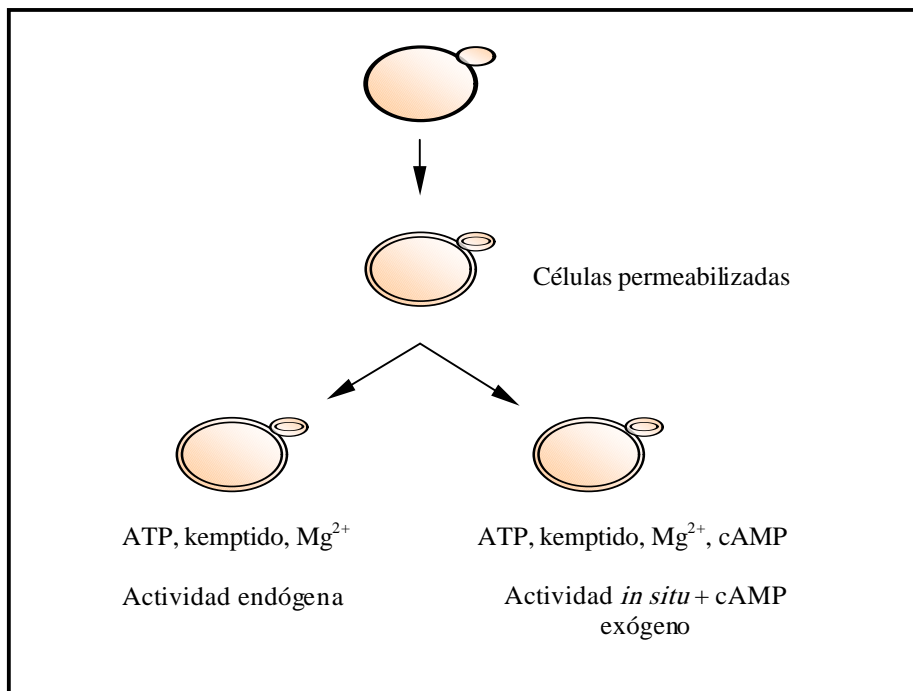 Células permeabilizadas
ATP, kemptido, Mg²⁺
ATP, kemptido, Mg²⁺, cAMP
Actividad endógena
Actividad in situ + cAMP
exógeno